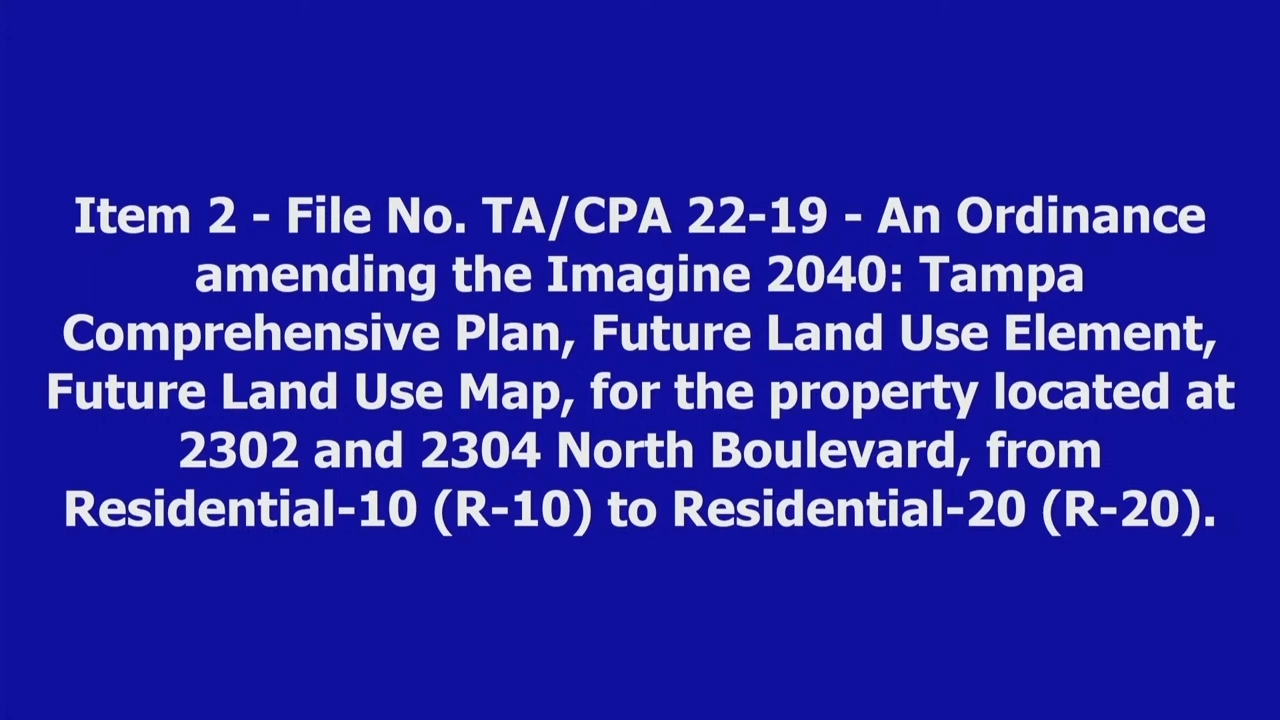 Item 2 - File No. TA/CPA 22-19 - An Ordinance
amending the Imagine 2040: Tampa
Comprehensive Plan, Future Land Use Element,
Future Land Use Map, for the property located at
2302 and 2304 North Boulevard, from
Residential-10 (R-10) to Residential-20 (R-20).